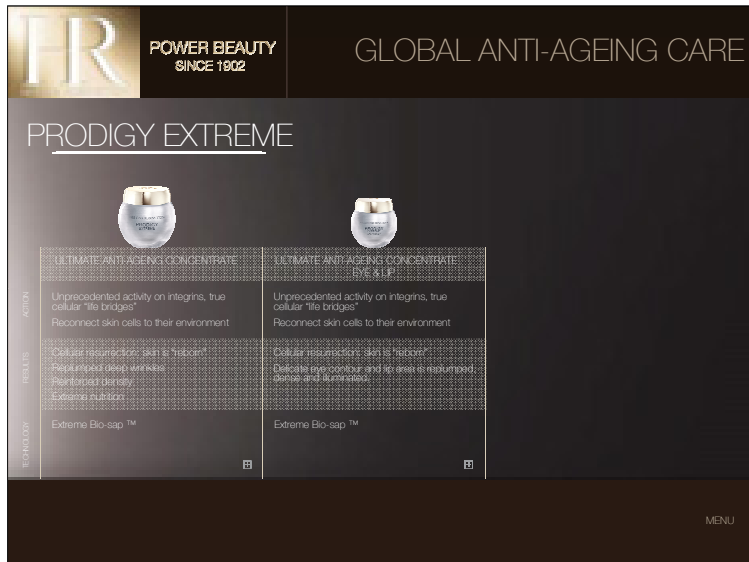 HR
POWER BEAUTY
SINCE 1902
GLOBAL ANTI-AGEING CARE
PRODIGY EXTREME
PRODIGY
ULTIMATE ANTI-AGEING CONCENTRATE
ULTIMATE ANTI-AGEING CONCENTRATE
EYE & LIP
ACTION
Unprecedented activity on integrins, true
cellular “life bridges”
Reconnect skin cells to their environment
Unprecedented activity on integrins, true
cellular “life bridges”
Reconnect skin cells to their environment
RESULTS
Cellular resurrection: skin is “reborn”
Replumped deep wrinkles
Reinforced density
Extreme nutrition
Cellular resurrection: skin is “reborn”
Delicate eye contour and lip area is replumped,
dense and illuminated.
TECHNOLOGY
Extreme Bio-sap ™
Extreme Bio-sap ™
MENU